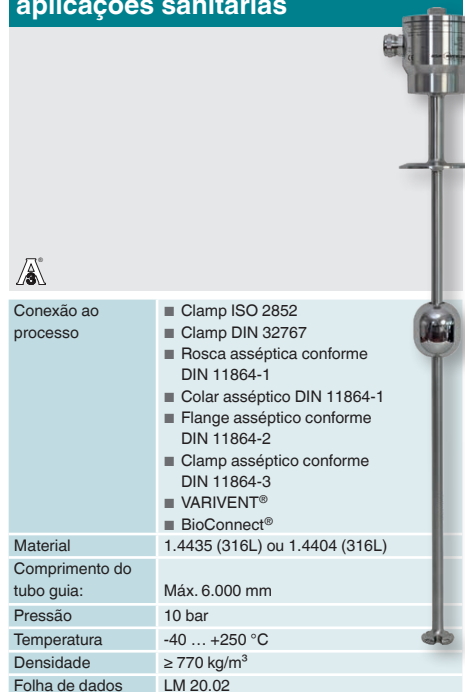 aplicações sanitárias
A
3
®
Conexão ao
processo
■ Clamp ISO 2852
■ Clamp DIN 32767
■ Rosca asséptica conforme
DIN 11864-1
■ Colar asséptico DIN 11864-1
■ Flange asséptico conforme
DIN 11864-2
■ Clamp asséptico conforme
DIN 11864-3
■ VARIVENT®
■ BioConnect®
Material 1.4435 (316L) ou 1.4404 (316L)
Comprimento do
tubo guia: Máx. 6.000 mm
Pressão 10 bar
Temperatura -40 … +250 °C
Densidade ≥ 770 kg/m³
Folha de dados LM 20.02